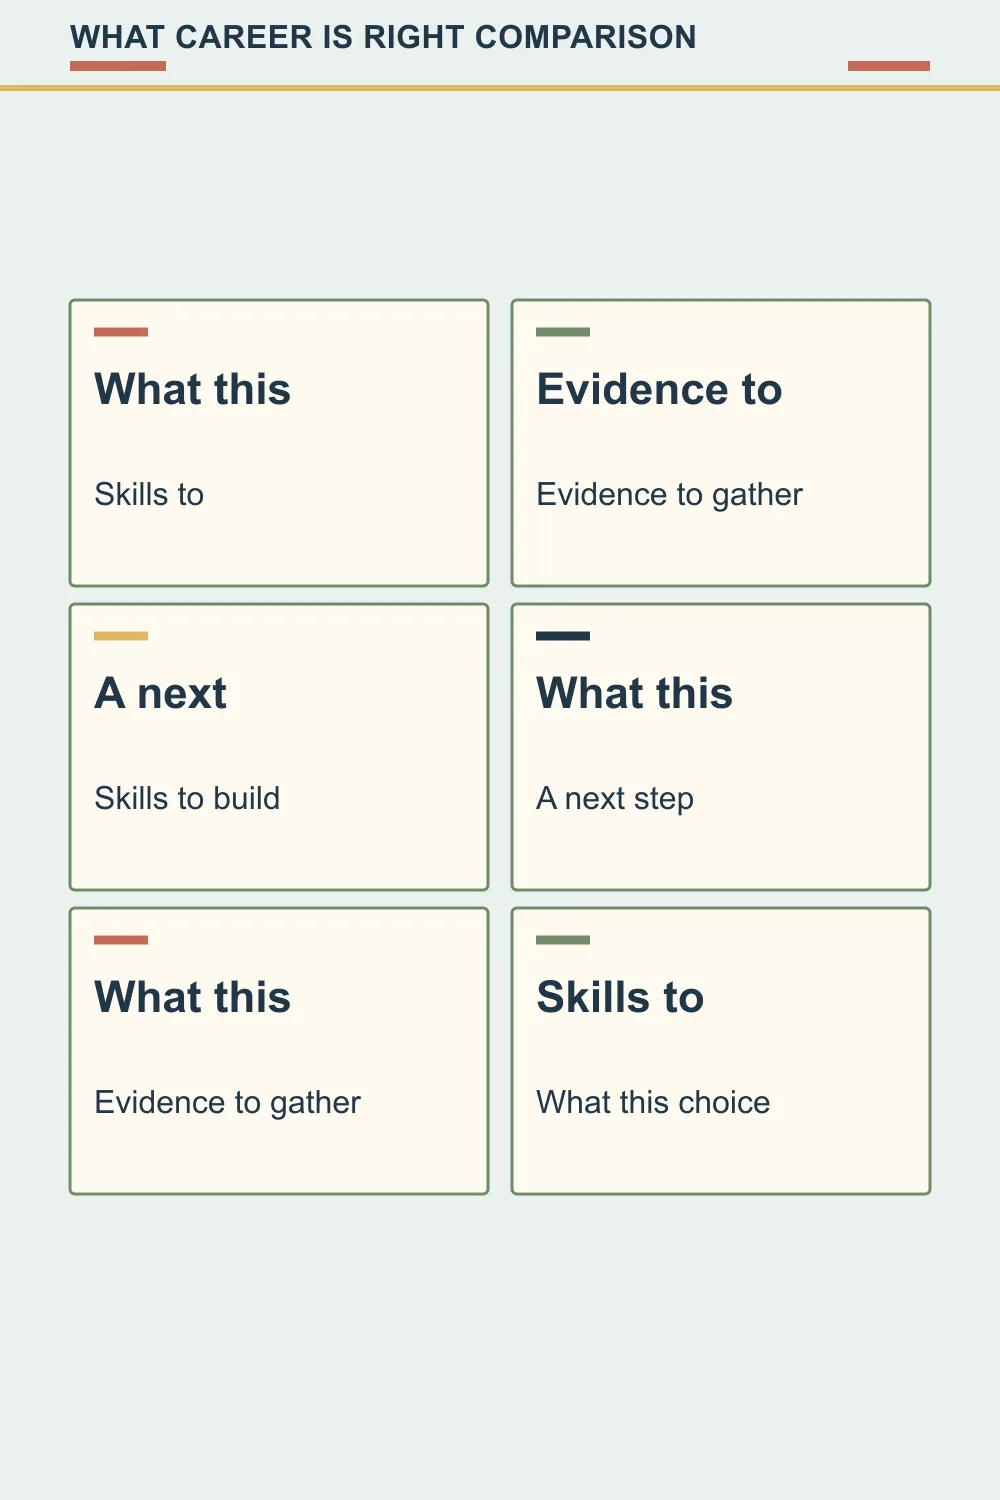 WHAT CAREER IS RIGHT COMPARISON
What this
Skills to
Evidence to
Evidence to gather
A next
Skills to build
What this
A next step
What this
Evidence to gather
Skills to
What this choice